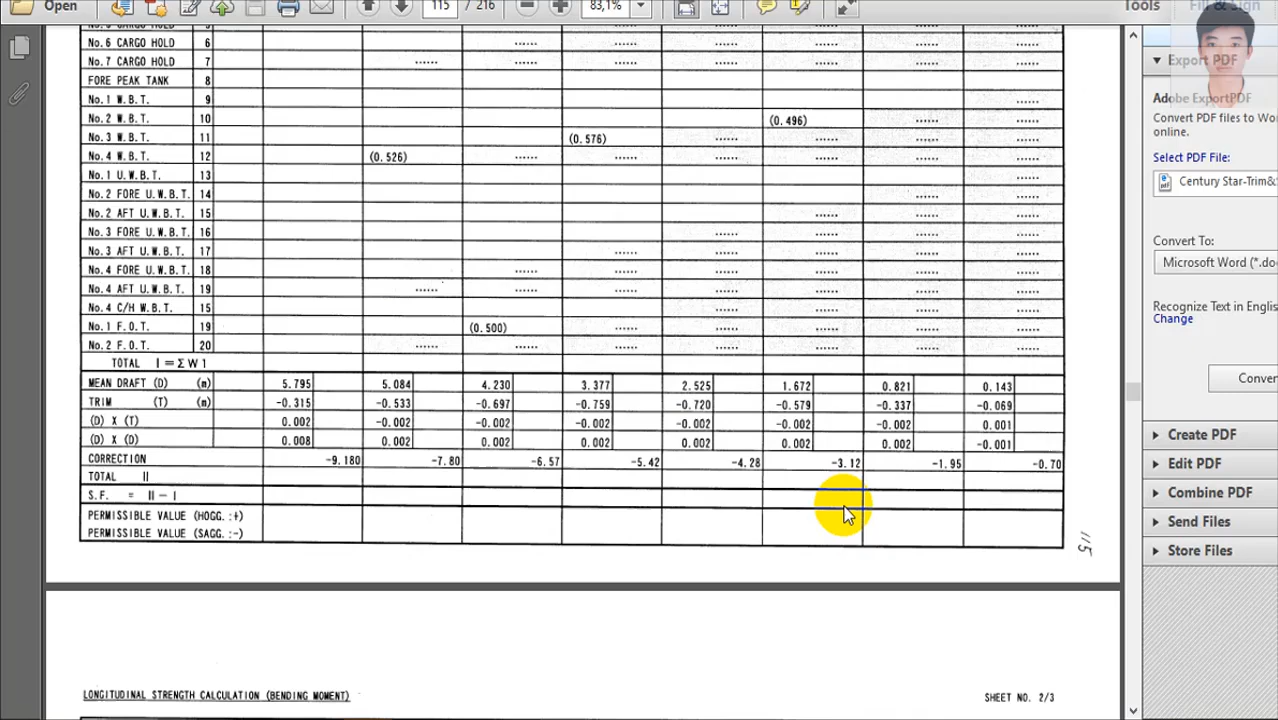 Open 115 / 216 83,1% Tools Fill & Sign
No.6 CARGO HOLD 6 ...... ...... ...... ...... ...... ......
No.7 CARGO HOLD 7 ...... ...... ...... ...... ...... ...... ......
FORE PEAK TANK 8
No.1 W.B.T. 9 ......
No.2 W.B.T. 10 (0.496) ...... ......
No.3 W.B.T. 11 (0.576) ...... ...... ...... ......
No.4 W.B.T. 12 (0.526) ...... ...... ...... ...... ...... ......
No.1 U.W.B.T. 13 ......
No.2 FORE U.W.B.T. 14 ...... ......
No.2 AFT U.W.B.T. 15 ...... ...... ......
No.3 FORE U.W.B.T. 16 ...... ...... ...... ......
No.3 AFT U.W.B.T. 17 ...... ...... ...... ...... ......
No.4 FORE U.W.B.T. 18 ...... ...... ...... ...... ...... ......
No.4 AFT U.W.B.T. 19 ...... ...... ...... ...... ...... ...... ......
No.4 C/H W.B.T. 15 ...... ...... ...... ......
No.1 F.O.T. 19 (0.500) ...... ...... ...... ...... ......
No.2 F.O.T. 20 ...... ...... ...... ...... ...... ...... ......
TOTAL I = Σ W 1
MEAN DRAFT (D) (m) 5.795 5.084 4.230 3.377 2.525 1.672 0.821 0.143
TRIM (T) (m) -0.315 -0.533 -0.697 -0.759 -0.720 -0.579 -0.337 -0.069
(D) X (T) 0.002 -0.002 -0.002 -0.002 -0.002 -0.002 -0.002 0.001
(D) X (D) 0.008 0.002 0.002 0.002 0.002 0.002 0.002 -0.001
CORRECTION -9.180 -7.80 -6.57 -5.42 -4.28 -3.12 -1.95 -0.70
TOTAL II
S.F. = II - I
PERMISSIBLE VALUE (HOGG. :+)
PERMISSIBLE VALUE (SAGG. :-)
115
LONGITUDINAL STRENGTH CALCULATION (BENDING MOMENT) SHEET NO. 2/3
Export PDF
Adobe ExportPDF
Convert PDF files to Wo
online.
Select PDF File:
Century Star-Trim&
Convert To:
Microsoft Word (*.do
Recognize Text in Englis
Change
Conver
Create PDF
Edit PDF
Combine PDF
Send Files
Store Files